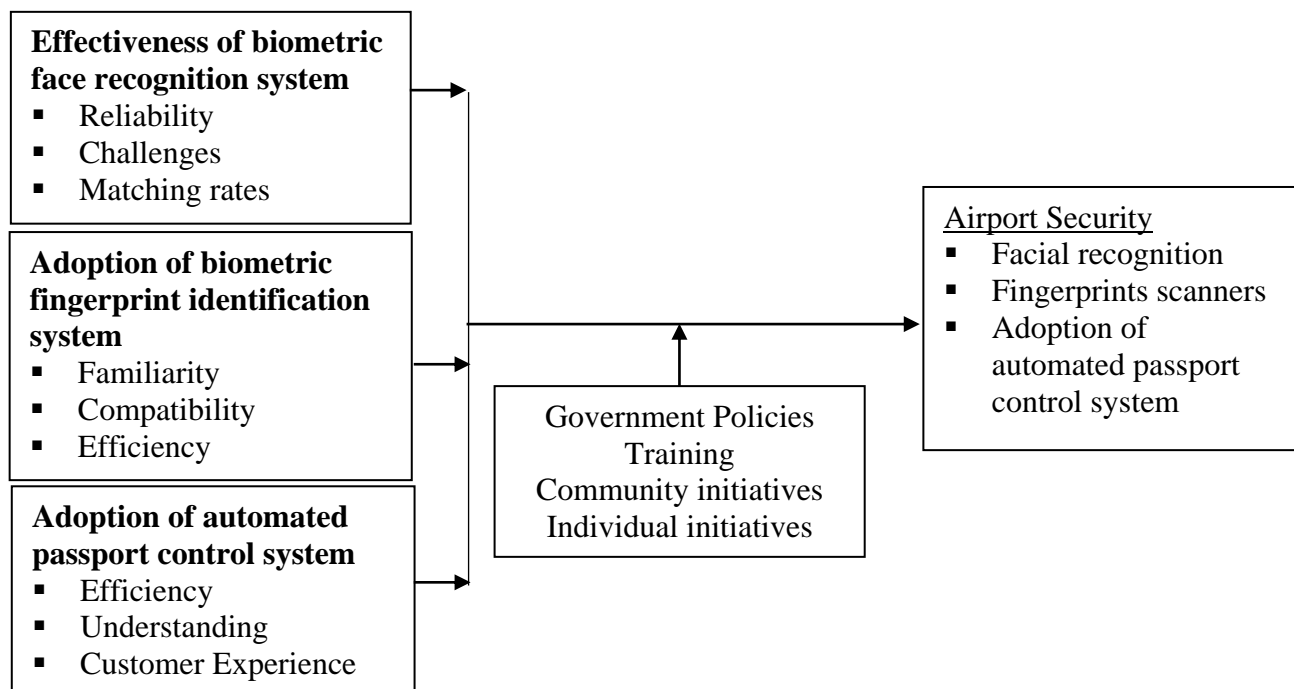 Effectiveness of biometric
face recognition system
▪ Reliability
▪ Challenges
▪ Matching rates
Adoption of biometric
fingerprint identification
system
▪ Familiarity
▪ Compatibility
▪ Efficiency
Adoption of automated
passport control system
▪ Efficiency
▪ Understanding
▪ Customer Experience
Government Policies
Training
Community initiatives
Individual initiatives
Airport Security
▪ Facial recognition
▪ Fingerprints scanners
▪ Adoption of
automated passport
control system